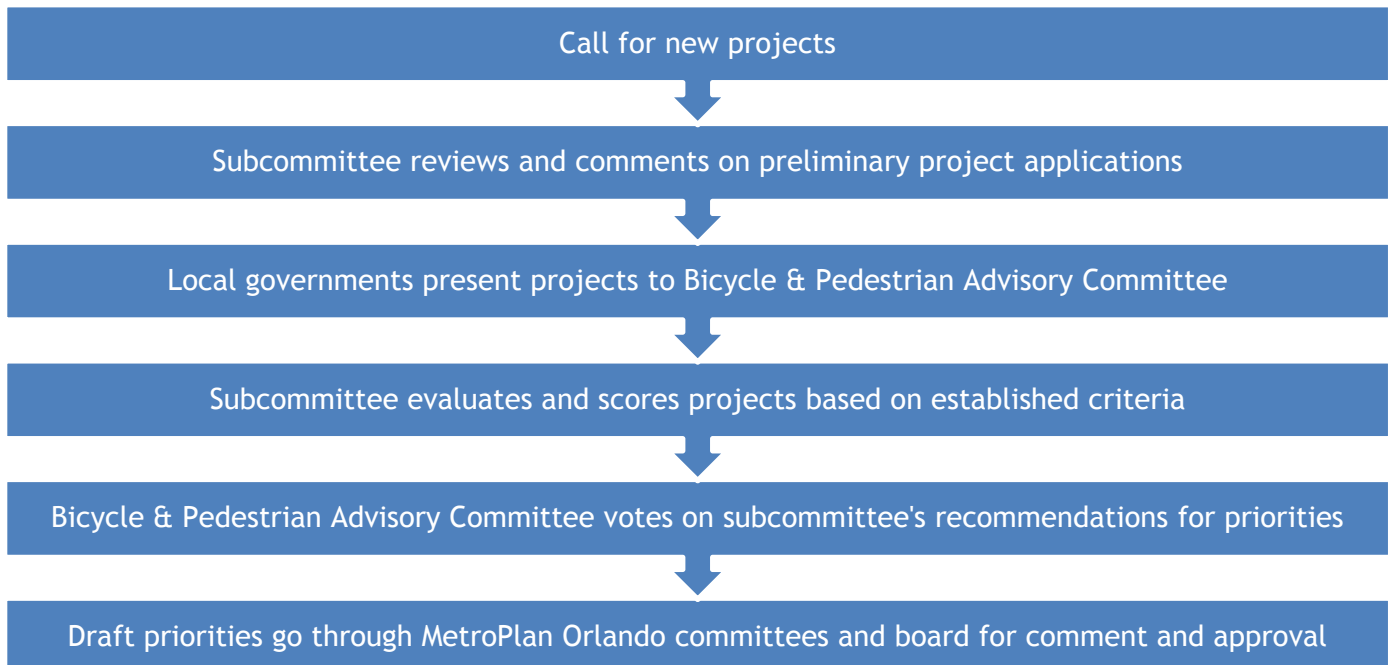 Call for new projects
Subcommittee reviews and comments on preliminary project applications
Local governments present projects to Bicycle & Pedestrian Advisory Committee
Subcommittee evaluates and scores projects based on established criteria
Bicycle & Pedestrian Advisory Committee votes on subcommittee's recommendations for priorities
Draft priorities go through MetroPlan Orlando committees and board for comment and approval